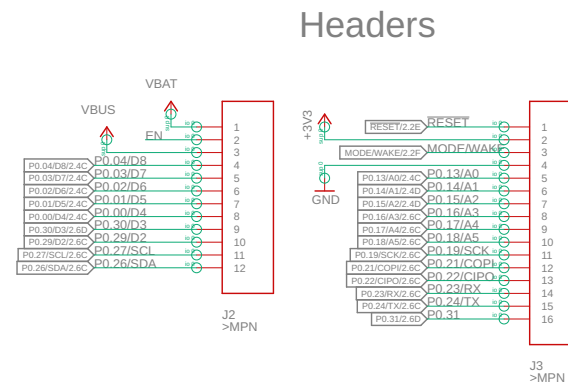 Headers
VBAT
VBUS
EN
1
2
3
P0.04/D8/2.4C P0.04/D8 4
P0.03/D7/2.4C P0.03/D7 5
P0.02/D6/2.4C P0.02/D6 6
P0.01/D5/2.4C P0.01/D5 7
P0.00/D4/2.4C P0.00/D4 8
P0.30/D3/2.6D P0.30/D3 9
P0.29/D2/2.6C P0.29/D2 10
P0.27/SCL/2.6C P0.27/SCL 11
P0.26/SDA/2.6C P0.26/SDA 12
J2
>MPN
+3V3
RESET/2.2E RESET 1
2
MODE/WAKE/2.2F MODE/WAKE 3
4
GND
P0.13/A0/2.4C P0.13/A0 5
P0.14/A1/2.4D P0.14/A1 6
P0.15/A2/2.4D P0.15/A2 7
P0.16/A3/2.6C P0.16/A3 8
P0.17/A4/2.6C P0.17/A4 9
P0.18/A5/2.6C P0.18/A5 10
P0.19/SCK/2.6C P0.19/SCK 11
P0.21/COPI/2.6C P0.21/COPI 12
P0.22/CIPO/2.6C P0.22/CIPO 13
P0.23/RX/2.6C P0.23/RX 14
P0.24/TX/2.6C P0.24/TX 15
P0.31/2.6D P0.31 16
J3
>MPN